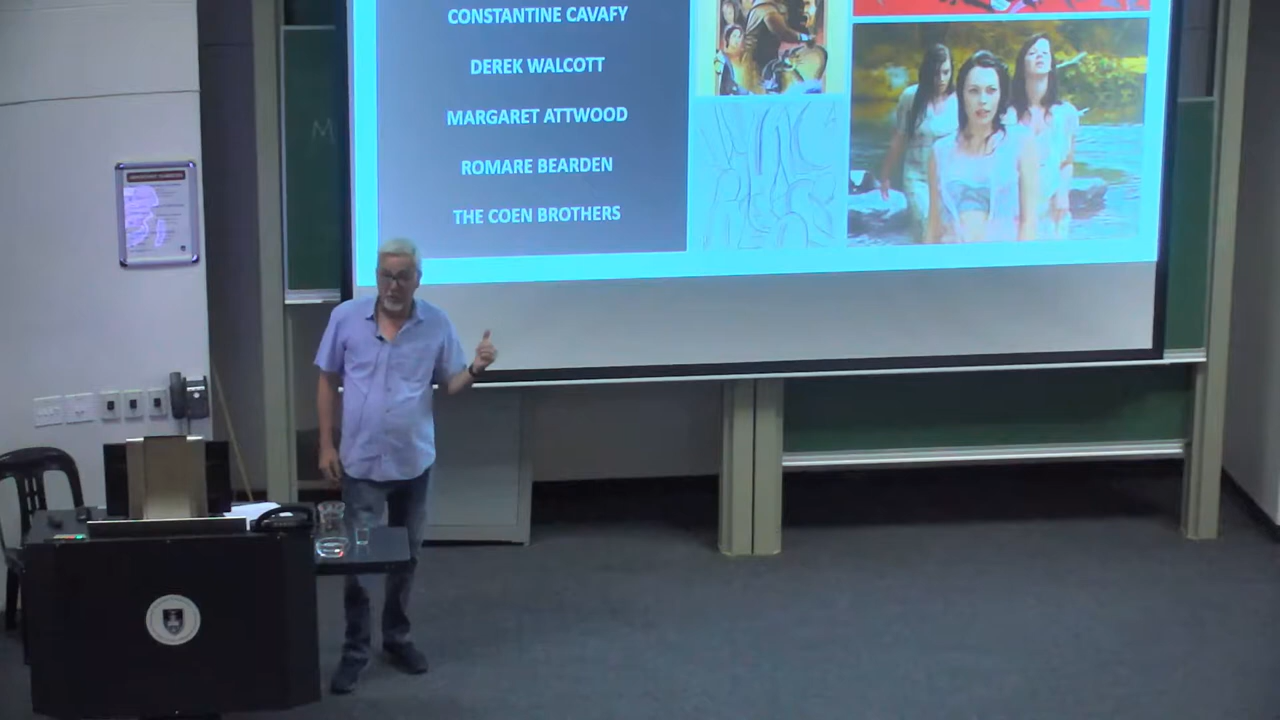 CONSTANTINE CAVAFY
DEREK WALCOTT
MARGARET ATTWOOD
ROMARE BEARDEN
THE COEN BROTHERS